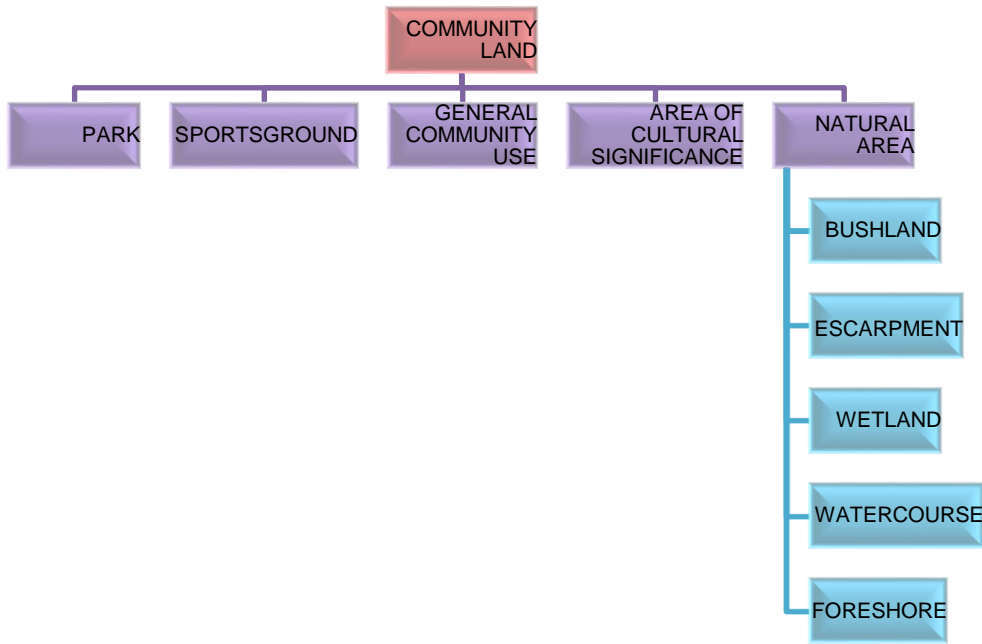 COMMUNITY
LAND
PARK
SPORTSGROUND
GENERAL
COMMUNITY
USE
AREA OF
CULTURAL
SIGNIFICANCE
NATURAL
AREA
BUSHLAND
ESCARPMENT
WETLAND
WATERCOURSE
FORESHORE